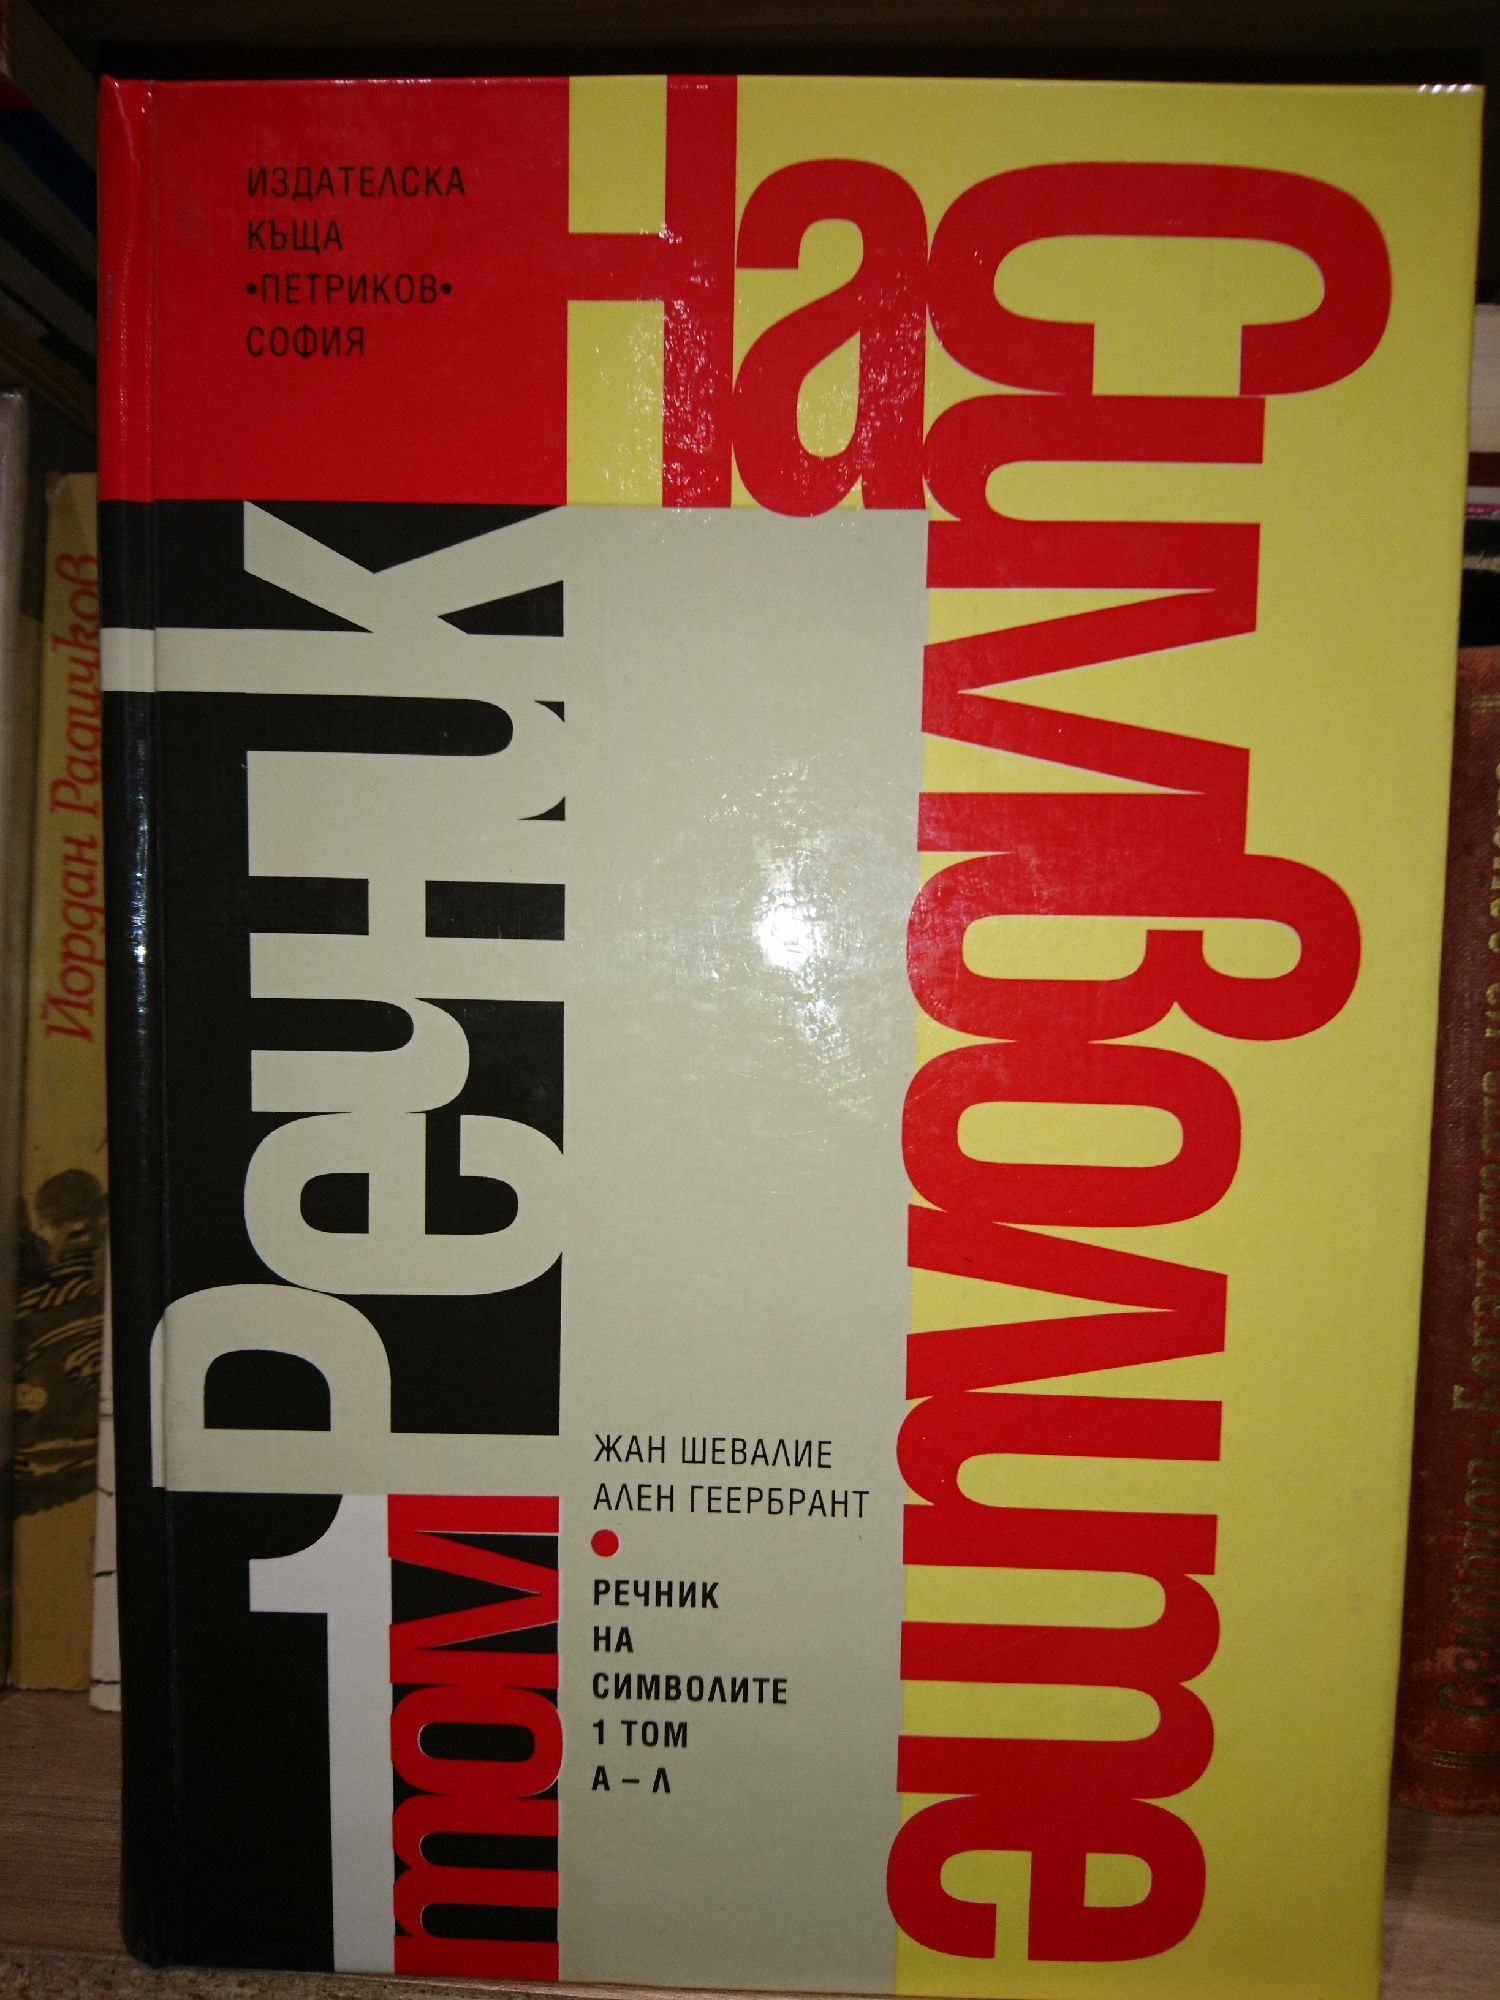 ИЗДАТЕЛСКА
КЪЩА
•ПЕТРИКОВ•
СОФИЯ
Речник
На
Символите
1 том
ЖАН ШЕВАЛИЕ
АЛЕН ГЕЕРБРАНТ
РЕЧНИК
НА
СИМВОЛИТЕ
1 ТОМ
А – Л
Йордан Радичков